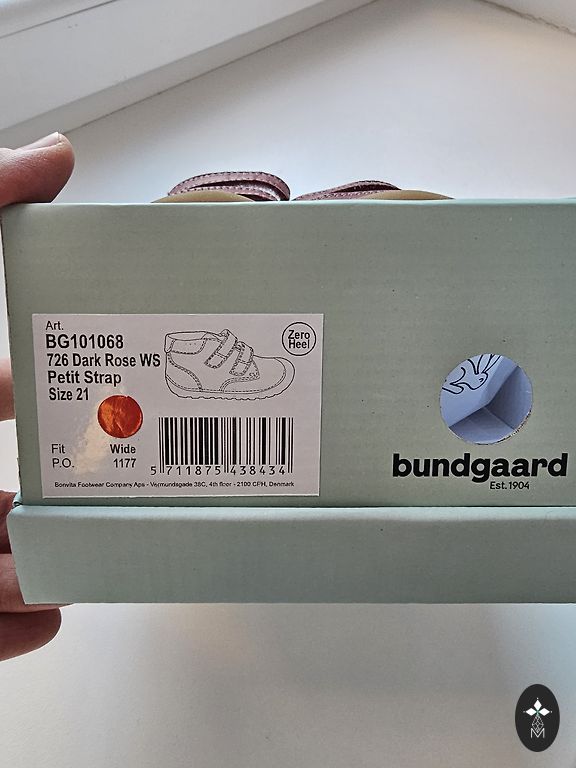 Art.
BG101068
726 Dark Rose WS
Petit Strap
Size 21
Zero
Heel
Fit Wide
P.O. 1177
5 711875 438434
Bonvita Footwear Company Aps - Vermundsgade 38C, 4th floor - 2100 CPH, Denmark
bundgaard
Est. 1904
M